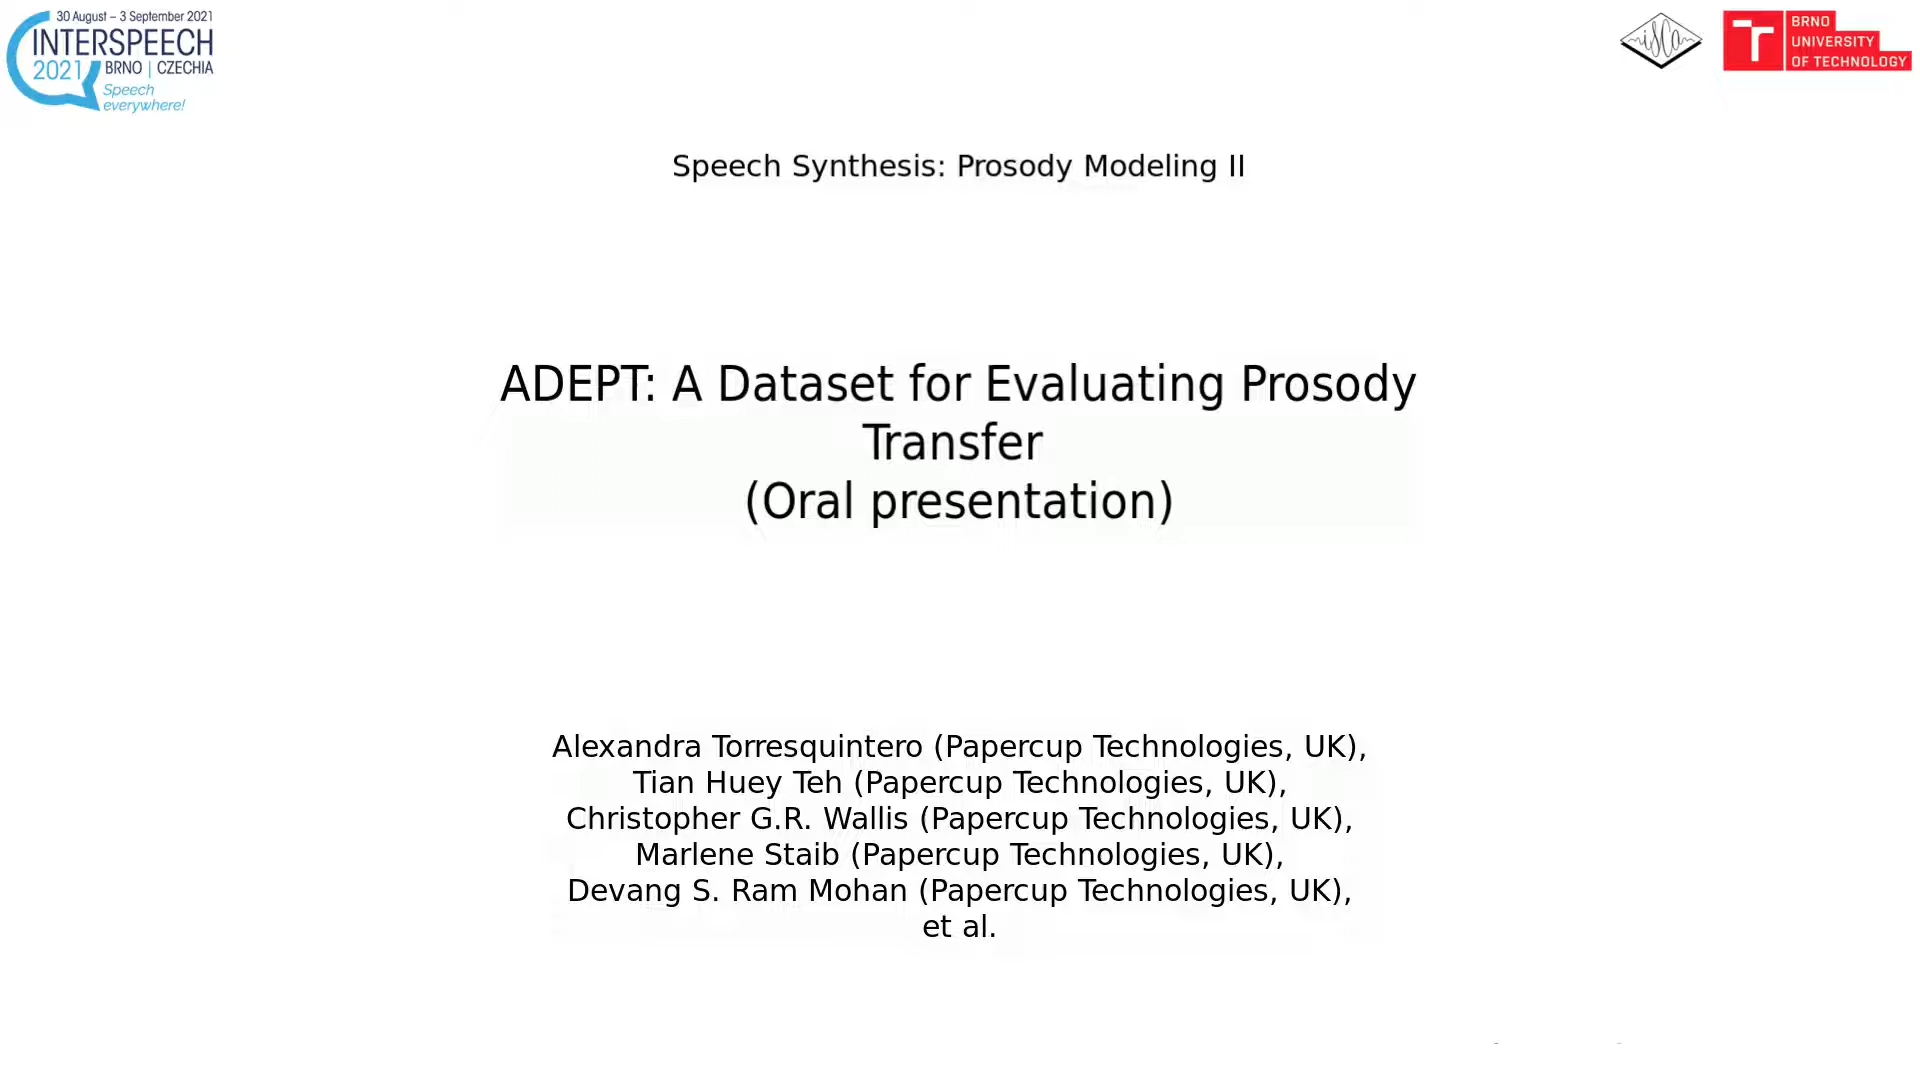 30 August – 3 September 2021
INTERSPEECH
2021 BRNO | CZECHIA
Speech
everywhere!
isca
BRNO
UNIVERSITY
OF TECHNOLOGY
Speech Synthesis: Prosody Modeling II
ADEPT: A Dataset for Evaluating Prosody
Transfer
(Oral presentation)
Alexandra Torresquintero (Papercup Technologies, UK),
Tian Huey Teh (Papercup Technologies, UK),
Christopher G.R. Wallis (Papercup Technologies, UK),
Marlene Staib (Papercup Technologies, UK),
Devang S. Ram Mohan (Papercup Technologies, UK),
et al.